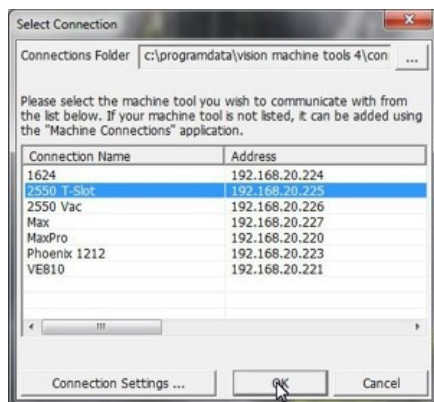 Select Connection
Connections Folder c:\programdata\vision machine tools 4\con ...
Please select the machine tool you wish to communicate with from
the list below. If your machine tool is not listed, it can be added using
the "Machine Connections" application.
Connection Name Address
1624 192.168.20.224
2550 T-Slot 192.168.20.225
2550 Vac 192.168.20.226
Max 192.168.20.227
MaxPro 192.168.20.220
Phoenix 1212 192.168.20.223
VE810 192.168.20.221
Connection Settings ... OK Cancel